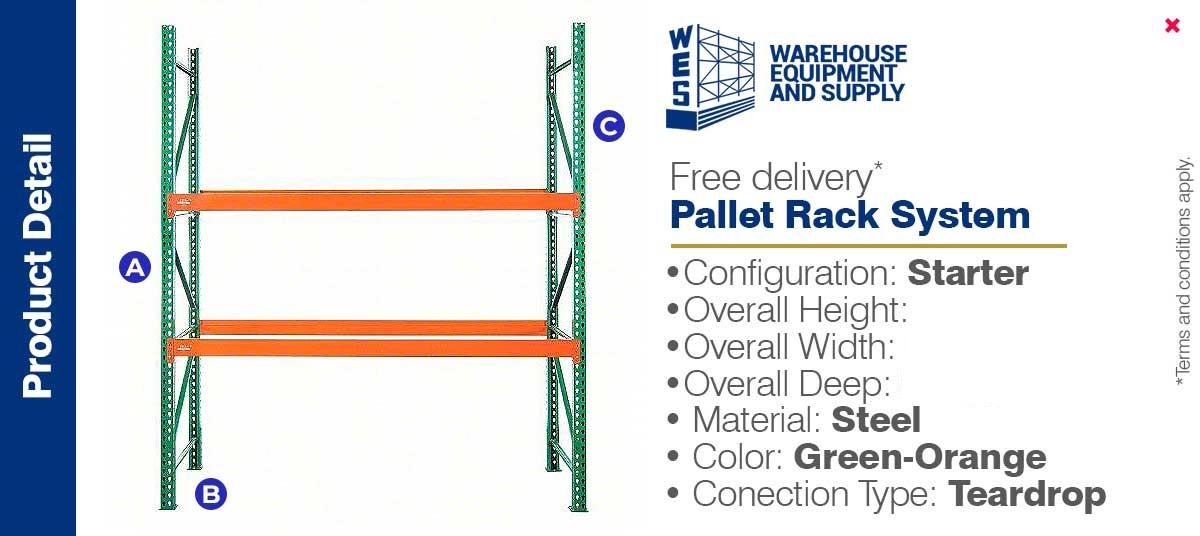 Product Detail
A
B
C
WES
WAREHOUSE
EQUIPMENT
AND SUPPLY
Free delivery*
Pallet Rack System
•Configuration: Starter
•Overall Height:
•Overall Width:
•Overall Deep:
• Material: Steel
• Color: Green-Orange
• Conection Type: Teardrop
*Terms and conditions apply.